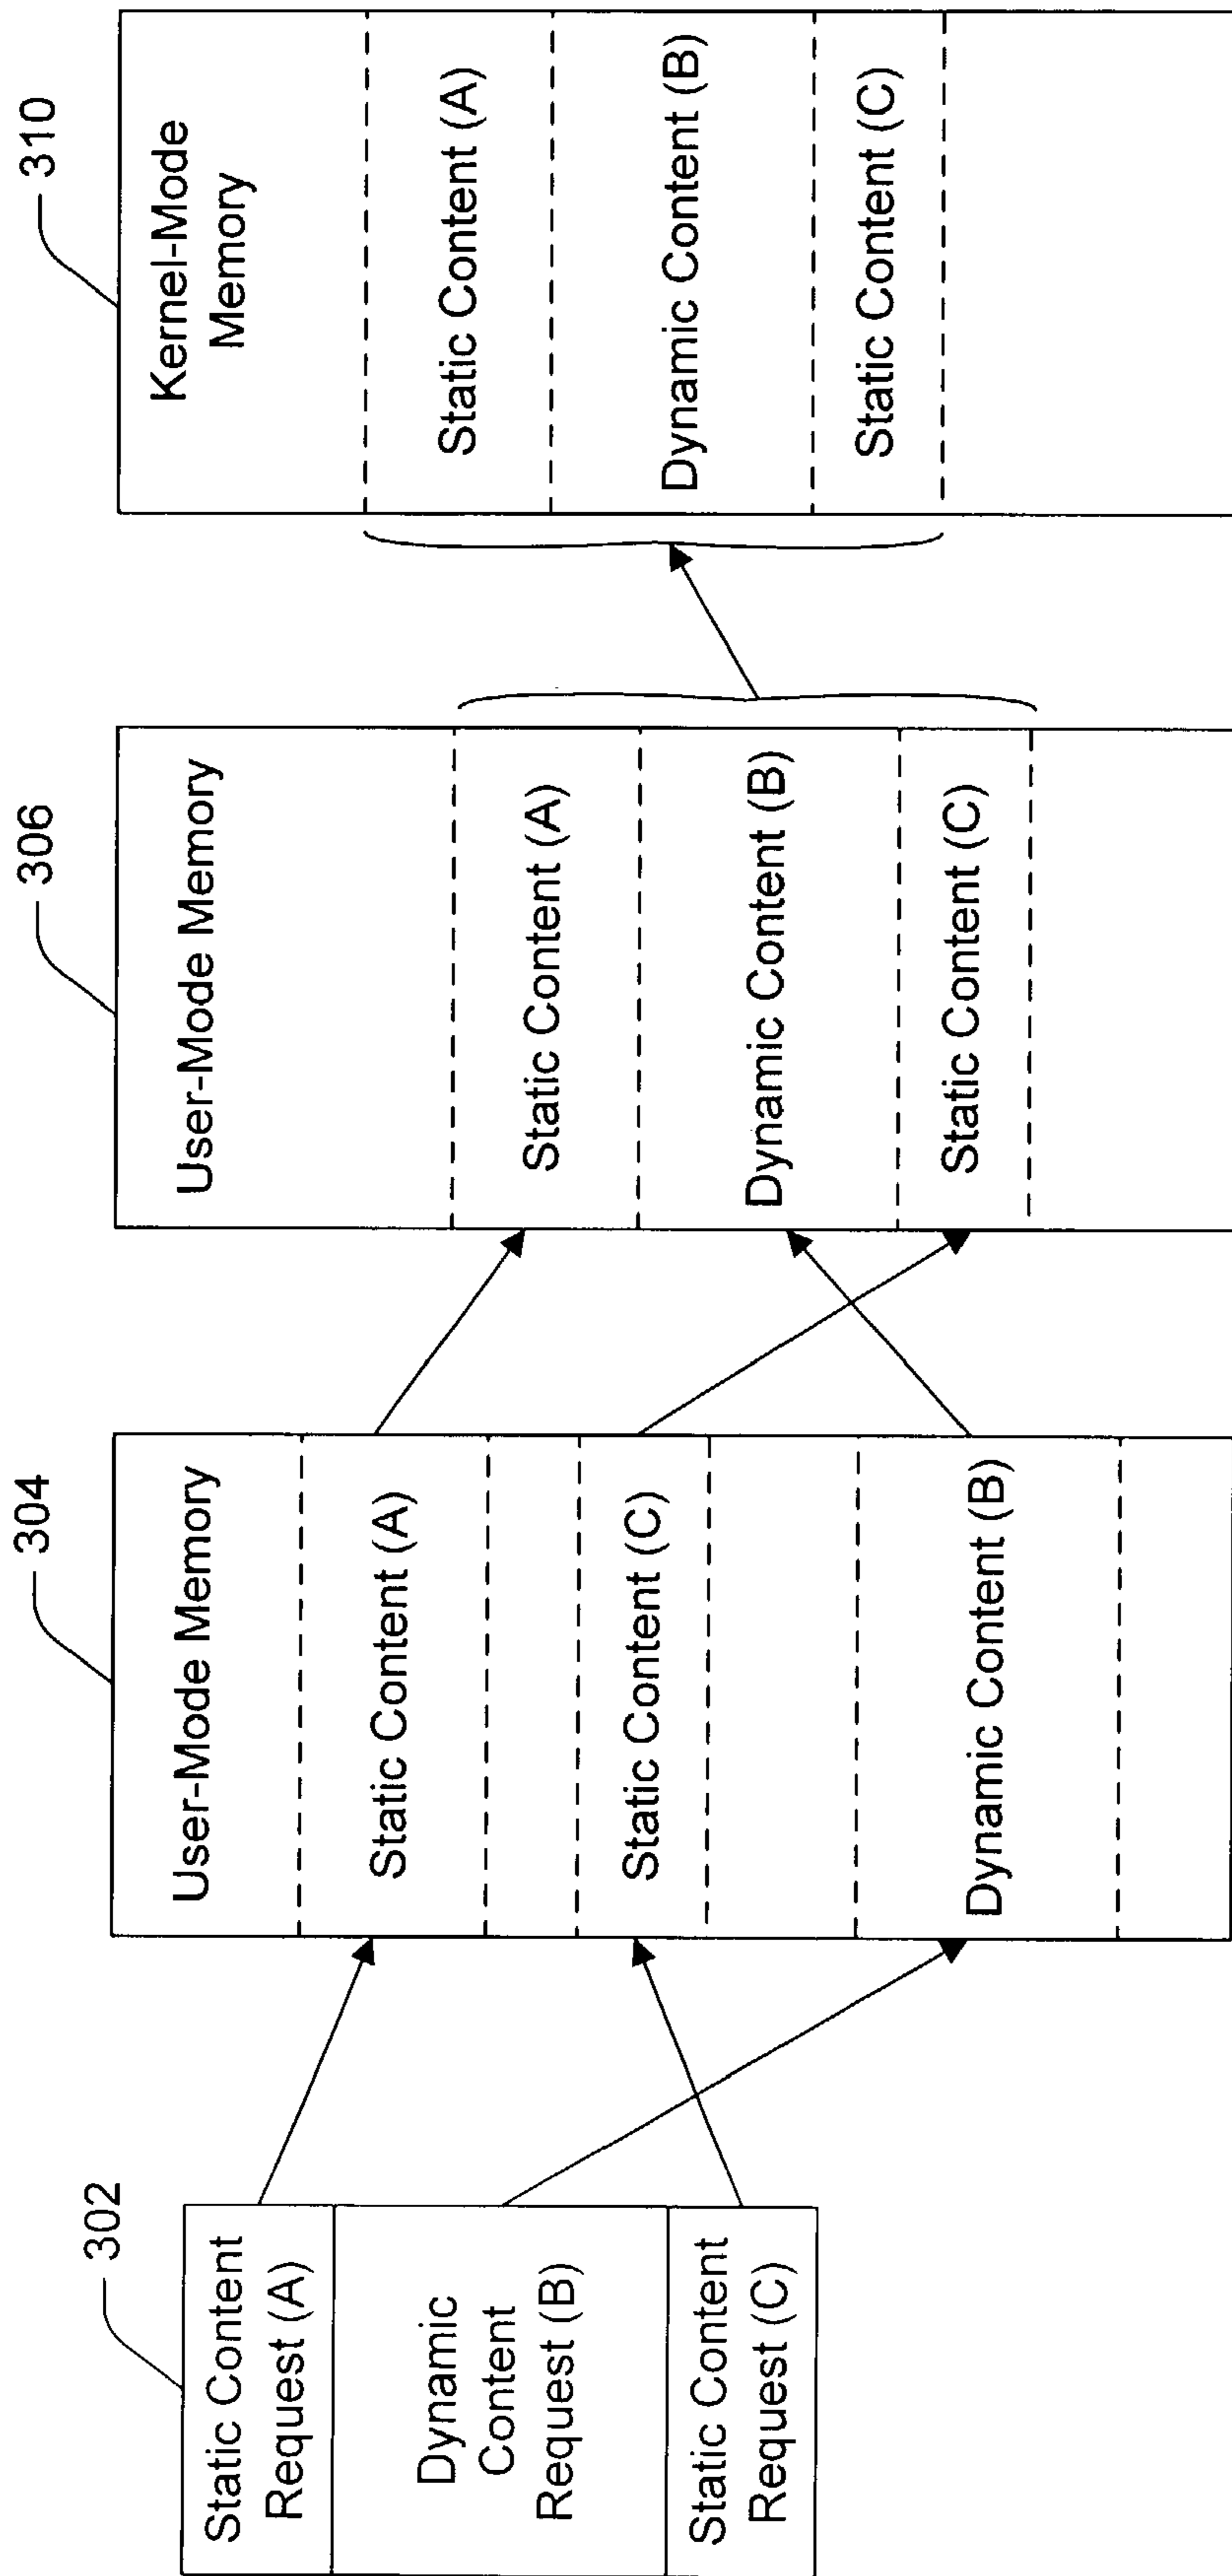 302
Static Content
Request (A)
Dynamic
Content
Request (B)
Static Content
Request (C)
304
User-Mode Memory
Static Content (A)
Static Content (C)
Dynamic Content (B)
306
User-Mode Memory
Static Content (A)
Dynamic Content (B)
Static Content (C)
310
Kernel-Mode
Memory
Static Content (A)
Dynamic Content (B)
Static Content (C)